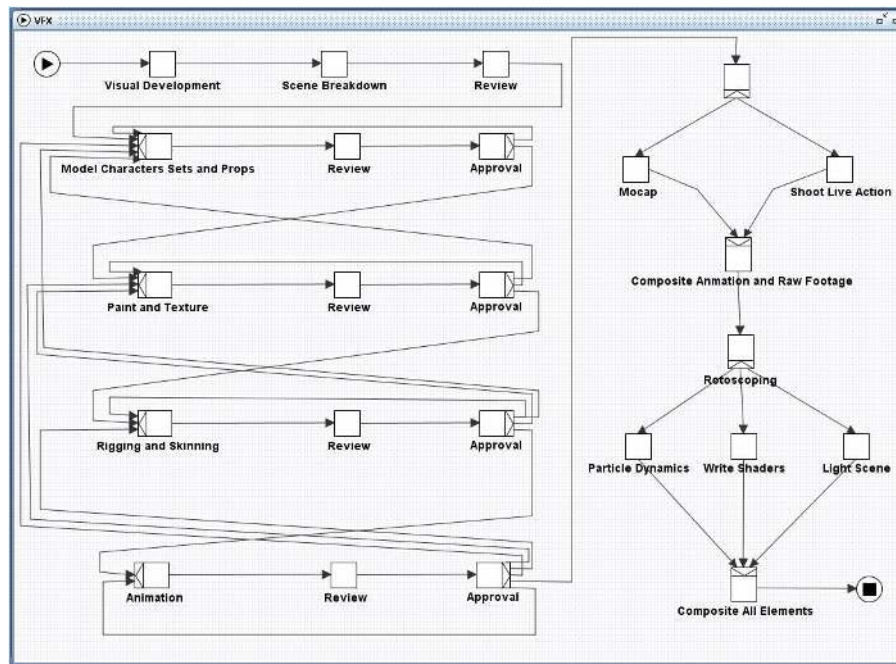 VFX
Visual Development
Scene Breakdown
Review
Model Characters Sets and Props
Review
Approval
Paint and Texture
Review
Approval
Rigging and Skinning
Review
Approval
Animation
Review
Approval
Mocap
Shoot Live Action
Composite Anmation and Raw Footage
Rotoscoping
Particle Dynamics
Write Shaders
Light Scene
Composite All Elements